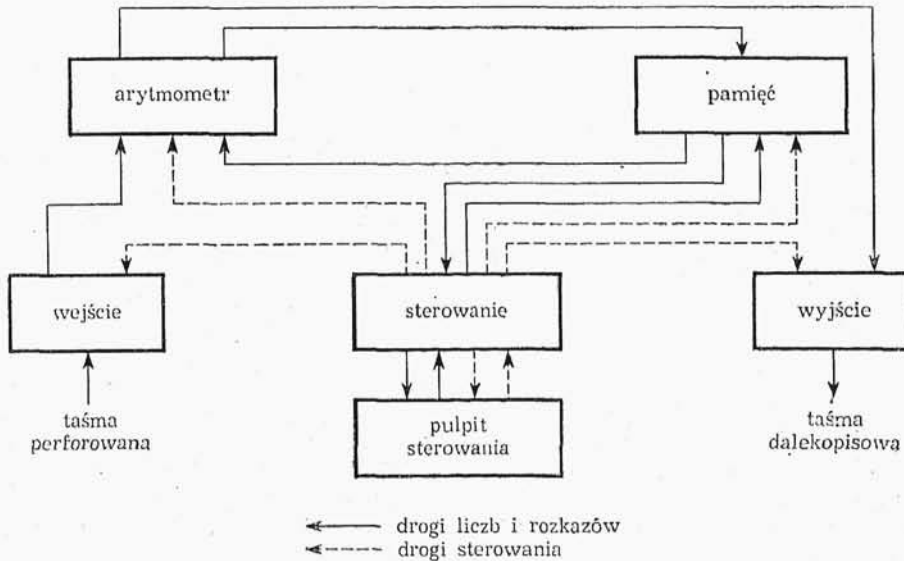 arytmometr
pamięć
wejście
sterowanie
wyjście
taśma
perforowana
pulpit
sterowania
taśma
dalekopisowa
drogi liczb i rozkazów
drogi sterowania